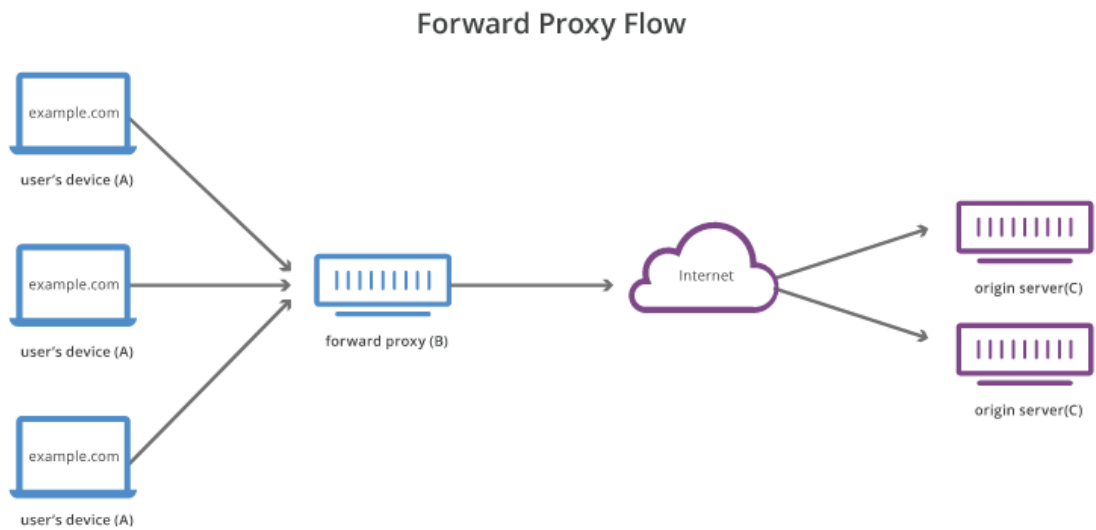 Forward Proxy Flow
example.com
user's device (A)
example.com
user's device (A)
example.com
user's device (A)
forward proxy (B)
Internet
origin server(C)
origin server(C)